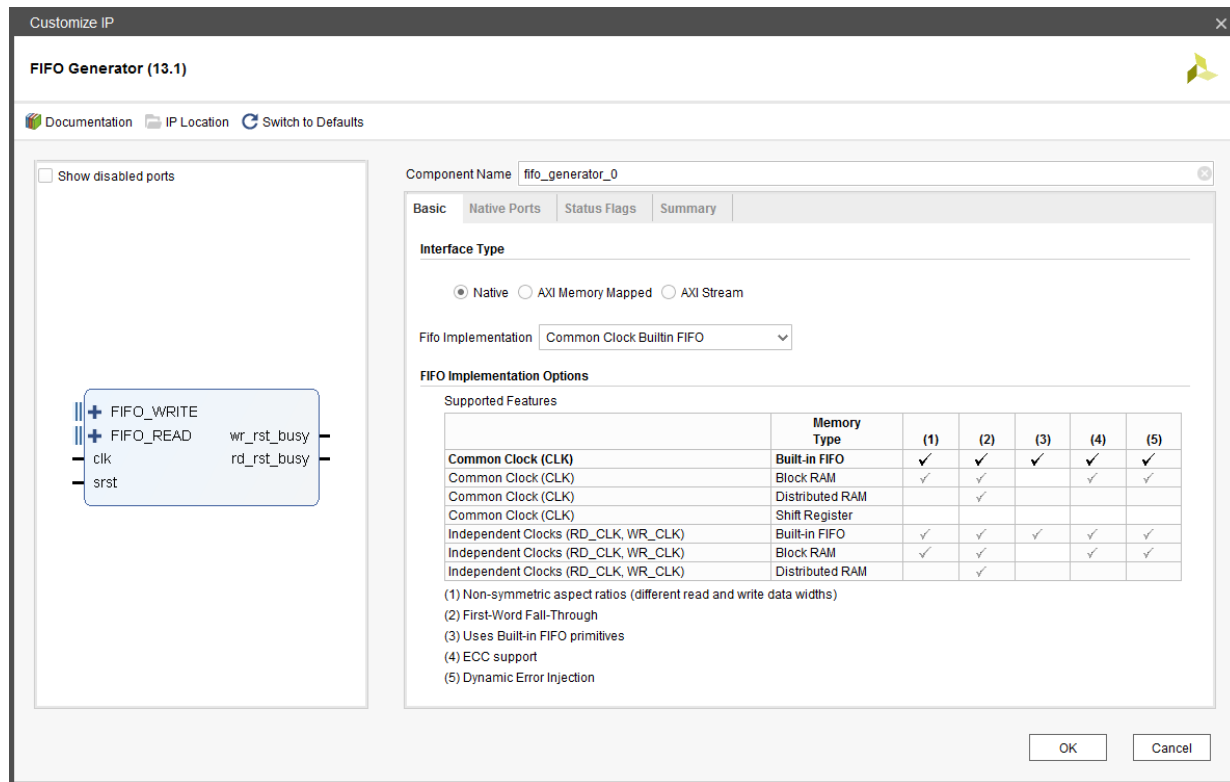 Customize IP
FIFO Generator (13.1)
Documentation IP Location Switch to Defaults
Show disabled ports
FIFO_WRITE
FIFO_READ wr_rst_busy
clk rd_rst_busy
srst
Component Name fifo_generator_0
Basic Native Ports Status Flags Summary
Interface Type
Native AXI Memory Mapped AXI Stream
Fifo Implementation Common Clock Builtin FIFO
FIFO Implementation Options
Supported Features
Memory
Type (1) (2) (3) (4) (5)
Common Clock (CLK) Built-in FIFO ✓ ✓ ✓ ✓ ✓
Common Clock (CLK) Block RAM ✓ ✓ ✓ ✓
Common Clock (CLK) Distributed RAM ✓
Common Clock (CLK) Shift Register
Independent Clocks (RD_CLK, WR_CLK) Built-in FIFO ✓ ✓ ✓ ✓ ✓
Independent Clocks (RD_CLK, WR_CLK) Block RAM ✓ ✓ ✓ ✓
Independent Clocks (RD_CLK, WR_CLK) Distributed RAM ✓
(1) Non-symmetric aspect ratios (different read and write data widths)
(2) First-Word Fall-Through
(3) Uses Built-in FIFO primitives
(4) ECC support
(5) Dynamic Error Injection
OK Cancel